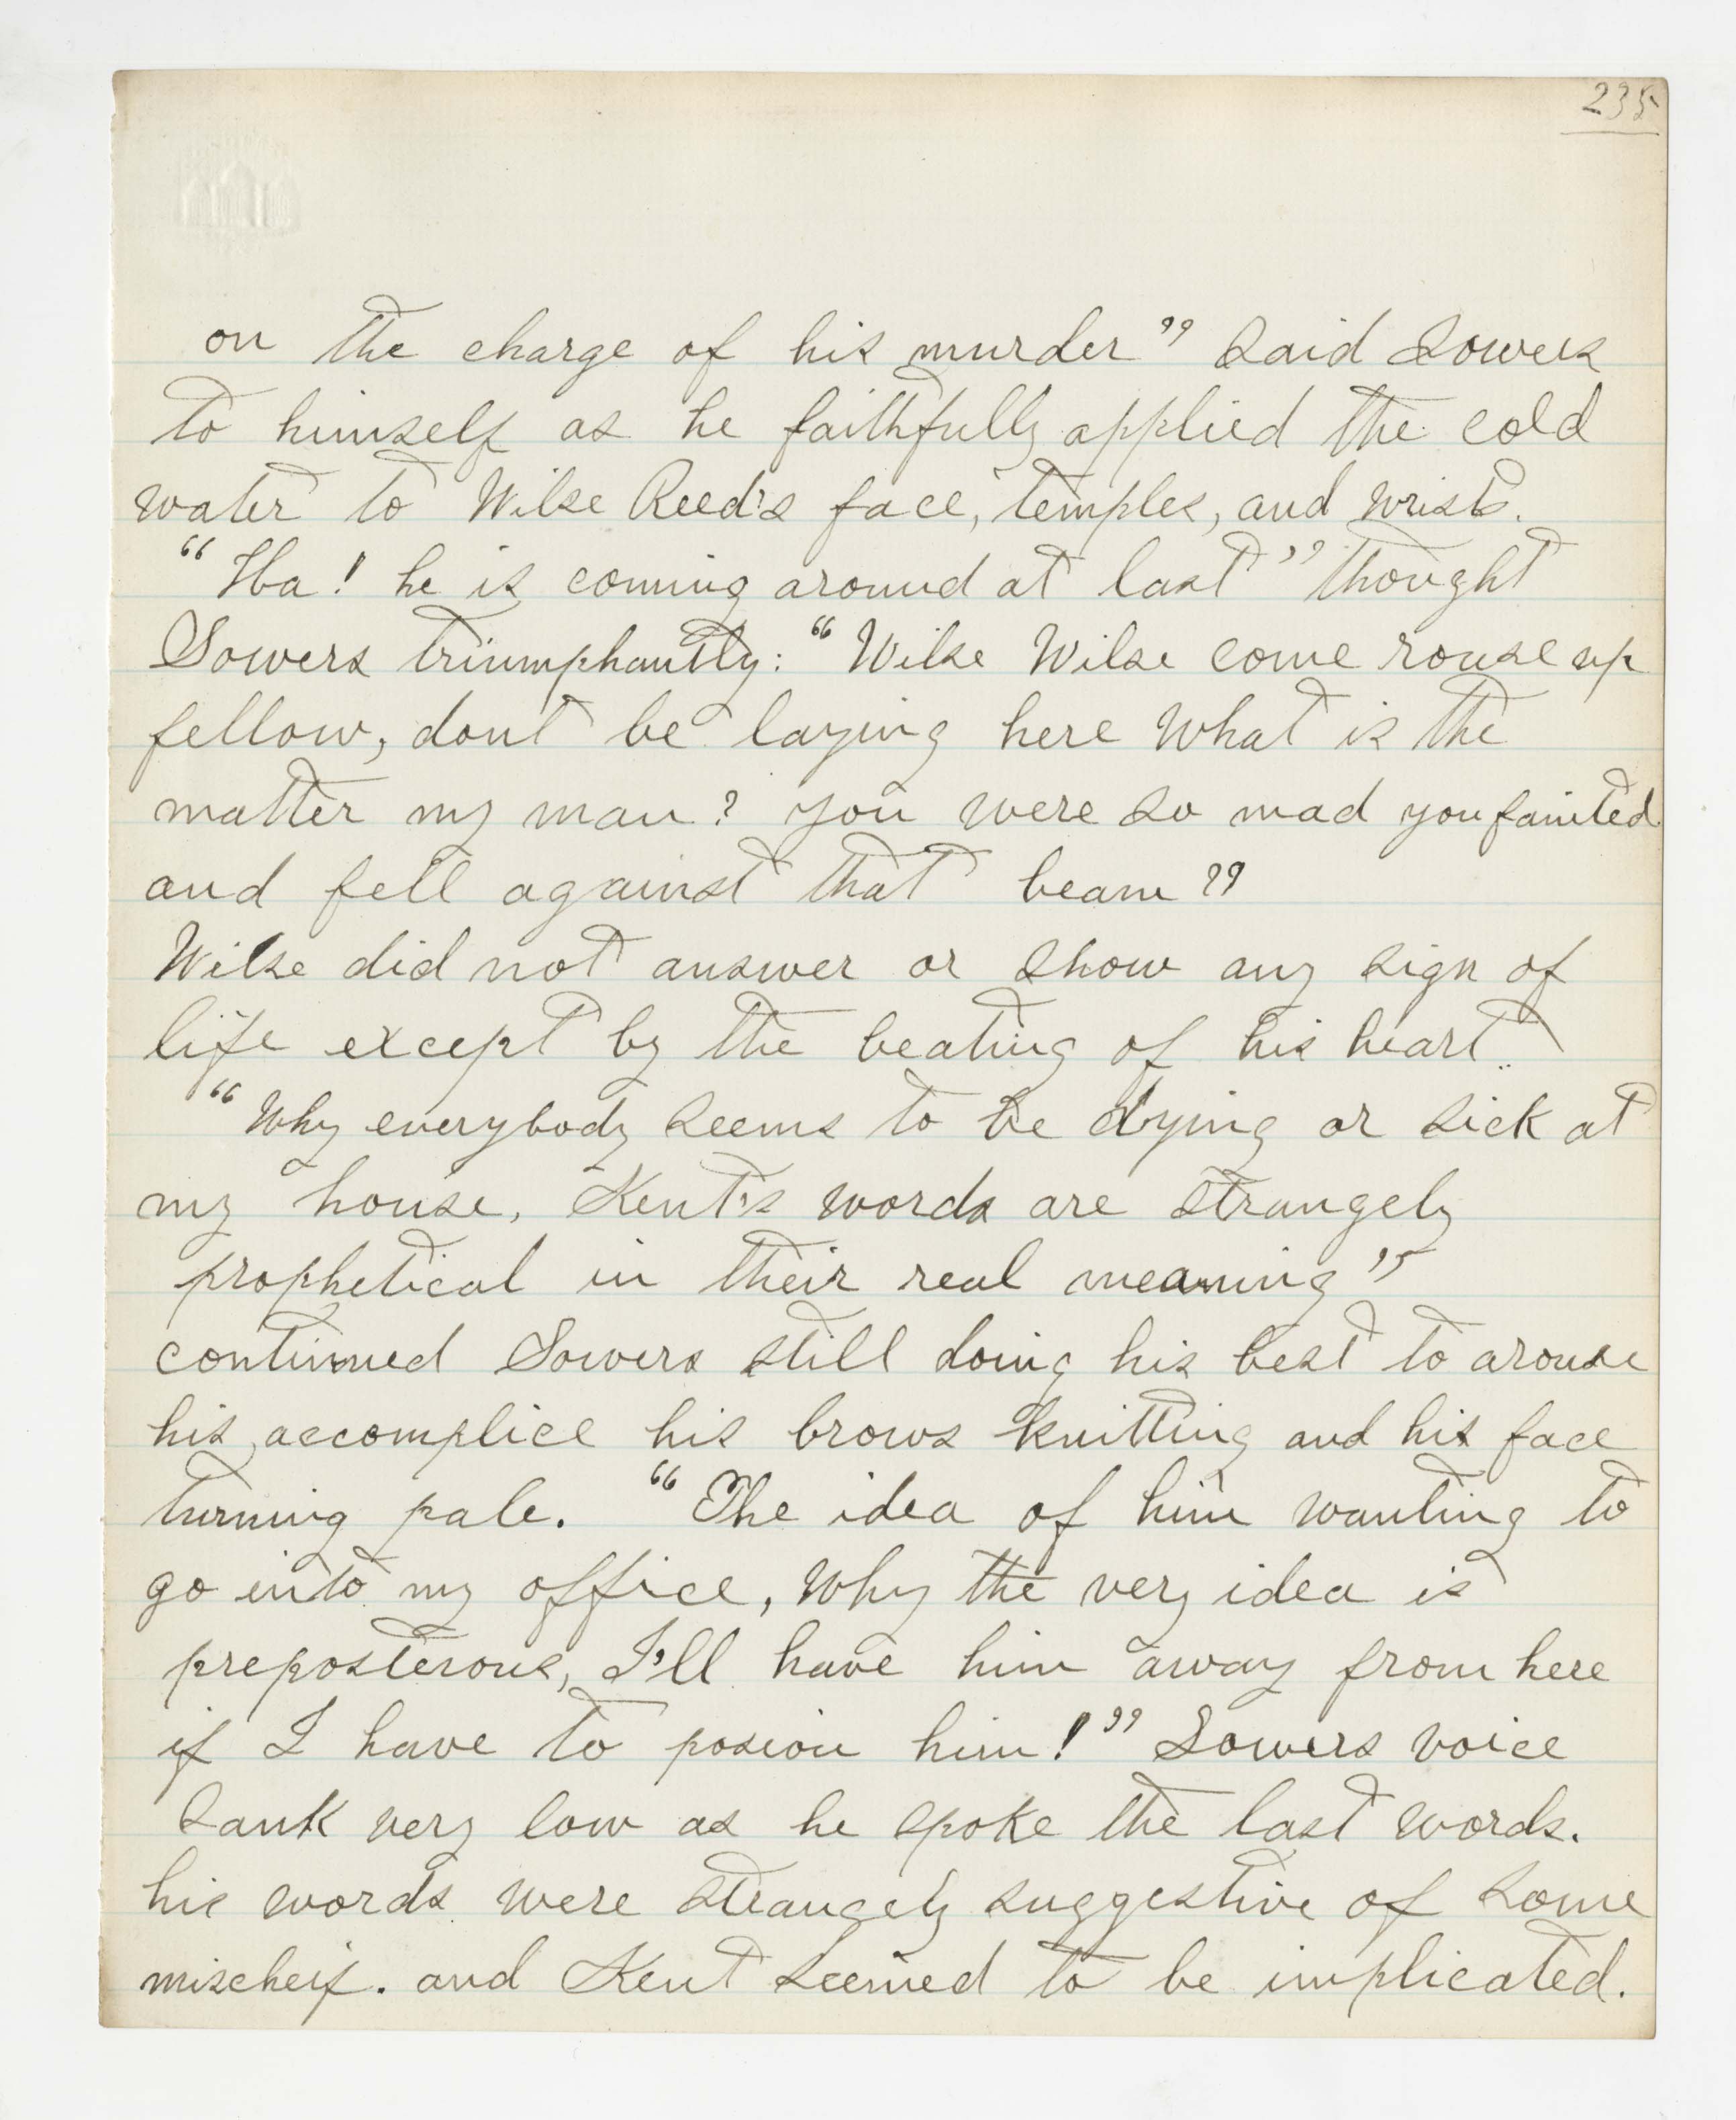 235
on the charge of his murder" said Sowers
to himself as he faithfully applied the cold
water to Wilse Reed's face, temples, and wrists.
"Ha! he is coming around at last" thought
Sowers triumphantly: "Wilse Wilse come rouse up
fellow, dont be laying here what is the
matter my man? you were so mad you fainted
and fell against that beam"
Wilse did not answer or show any sign of
life except by the beating of his heart.
"Why everybody seems to be dying or sick at
my house, Kent's words are strangely
prophetical in their real meaning"
continued Sowers still doing his best to arouse
his accomplice his brows knitting and his face
turning pale. "The idea of him wanting to
go into my office, why the very idea is
preposterous, I'll have him away from here
if I have to posion him!" Sowers voice
sank very low as he spoke the last words.
his words were strangely suggestive of some
mischeif. and Kent seemed to be implicated.